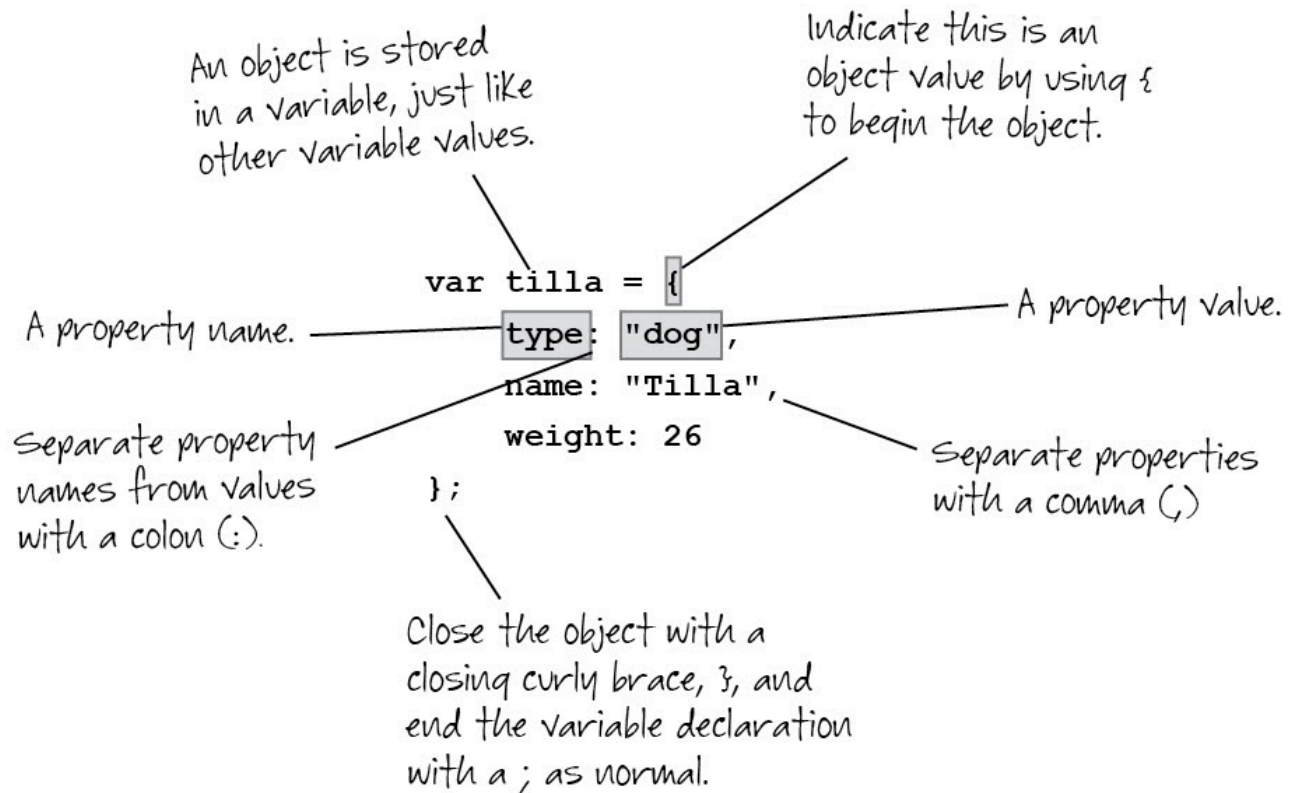 An object is stored
in a variable, just like
other variable values.
Indicate this is an
object value by using {
to begin the object.
var tilla = {
A property name.
type: "dog",
A property value.
name: "Tilla",
weight: 26
Separate property
names from values
with a colon (:).
};
Separate properties
with a comma (,)
Close the object with a
closing curly brace, }, and
end the variable declaration
with a ; as normal.